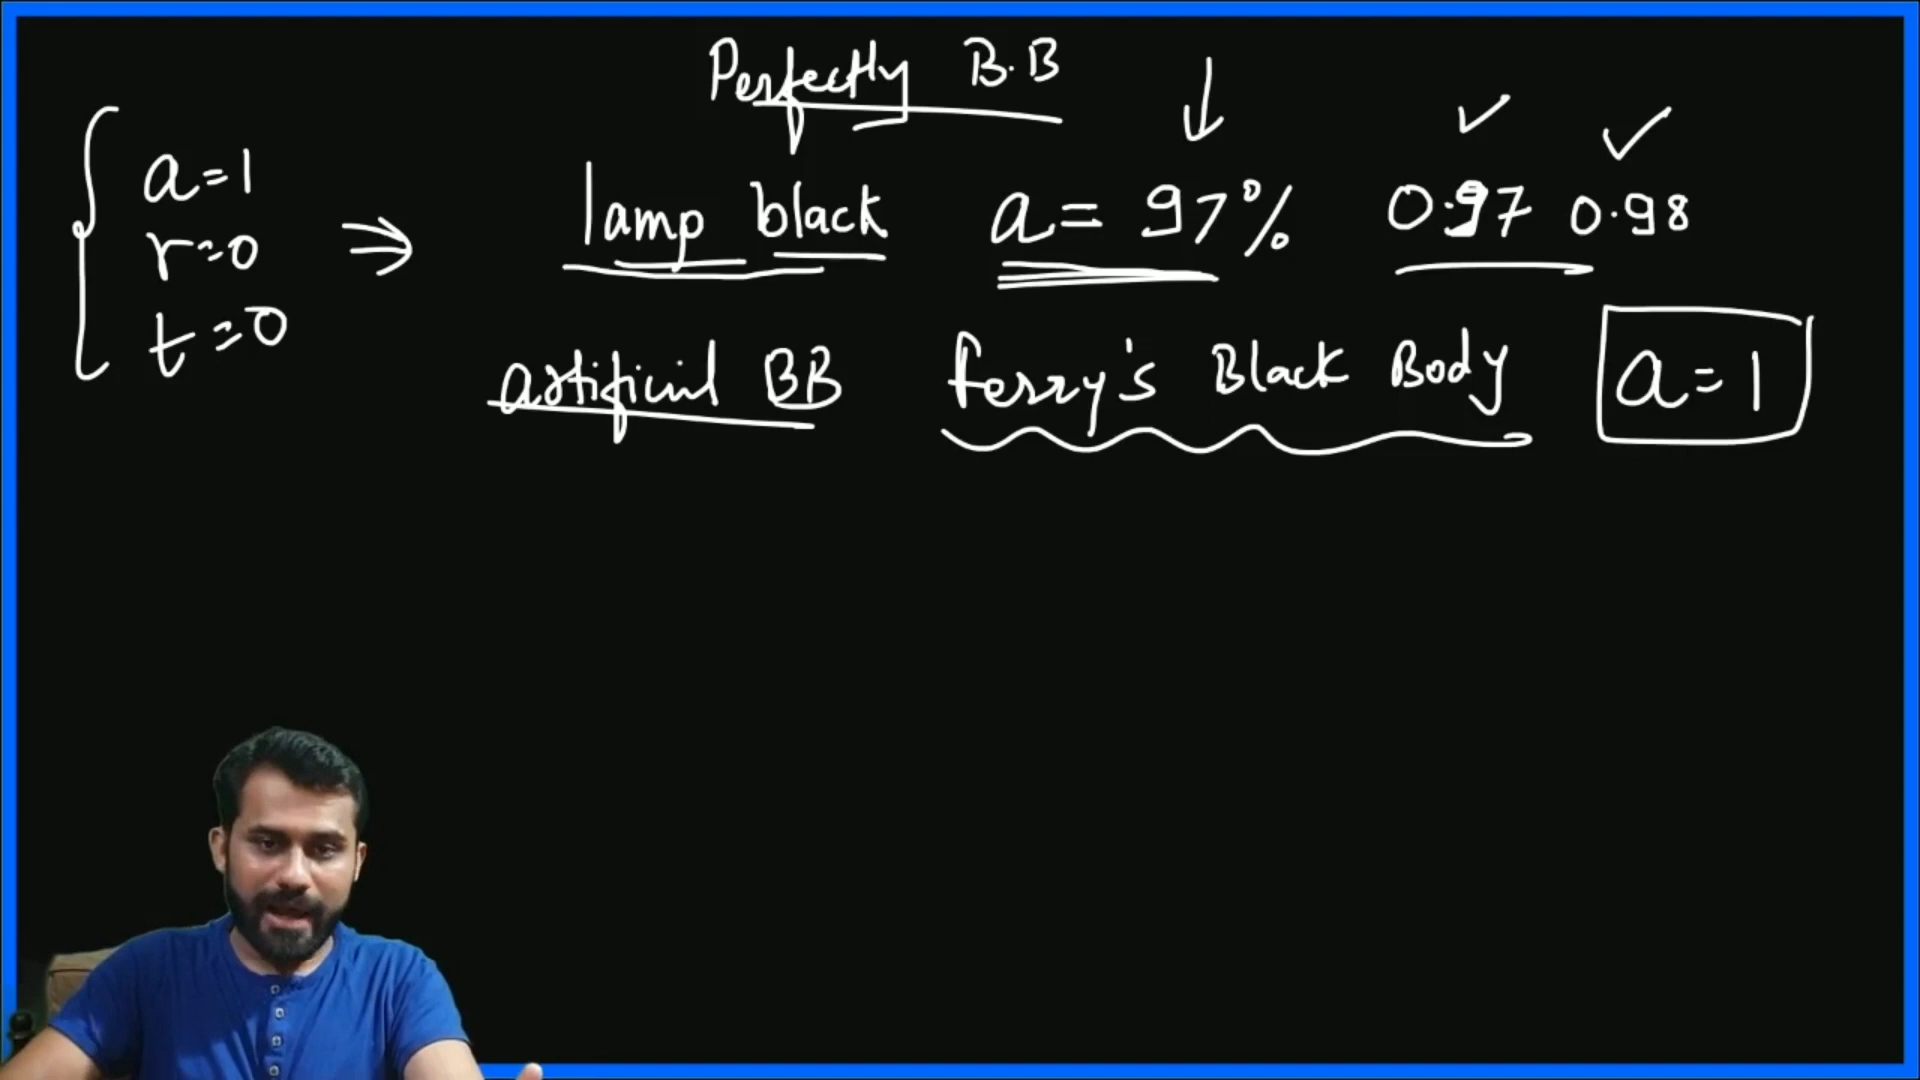 Perfectly B.B
a=1
r=0
t=0
⇒ lamp black a = 97% 0.97 0.98
artificial BB ferry's Black Body a=1